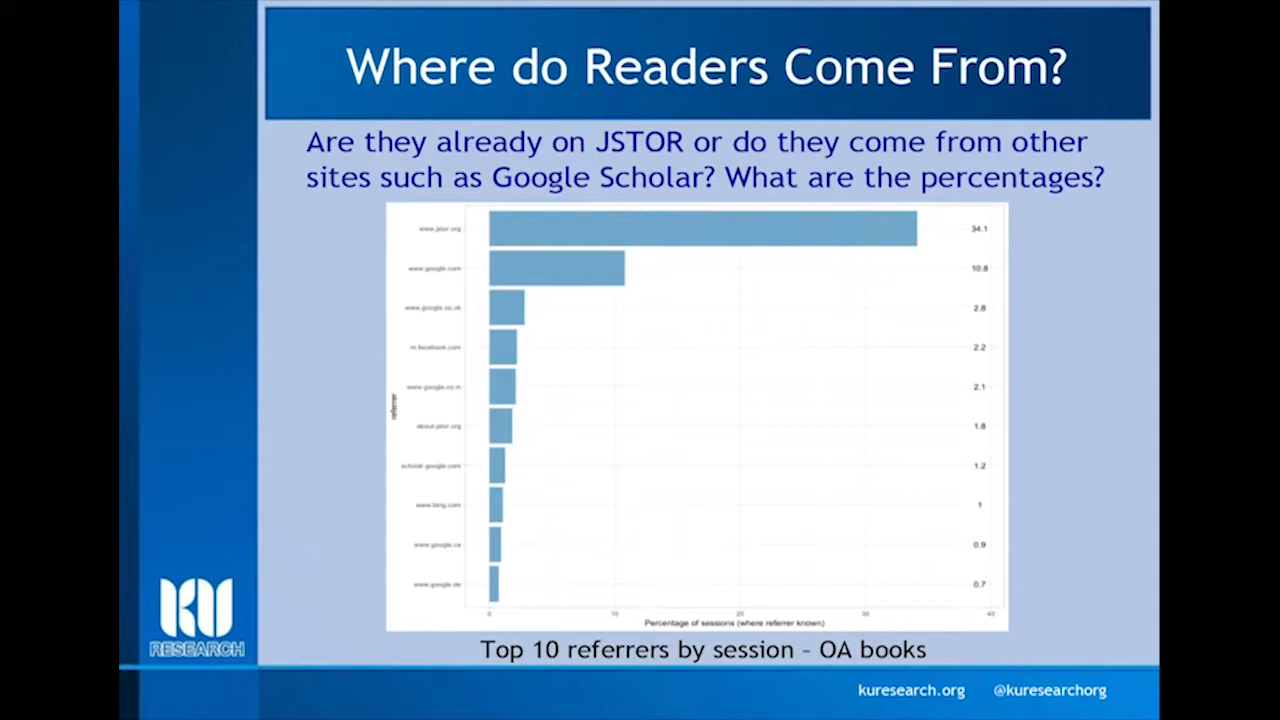 Where do Readers Come From?
Are they already on JSTOR or do they come from other
sites such as Google Scholar? What are the percentages?
www.jstor.org 34.1
www.google.com 10.8
www.google.co.uk 2.8
m.facebook.com 2.2
www.google.co.in 2.1
about.jstor.org 1.8
scholar.google.com 1.2
www.bing.com 1
www.google.ca 0.9
www.google.de 0.7
referrer
0 10 20 30 40
Percentage of sessions (where referrer known)
Top 10 referrers by session – OA books
KU
RESEARCH
kuresearch.org @kuresearchorg